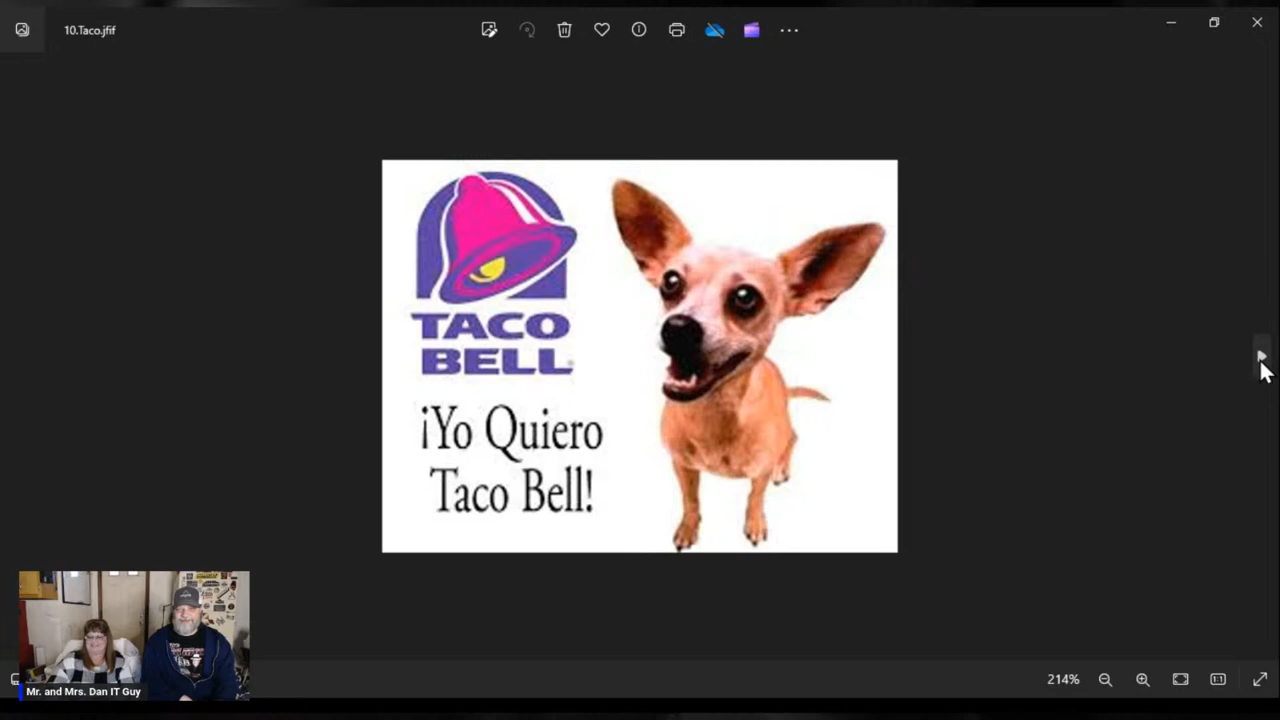 10.Taco.jfif
TACO
BELL
¡Yo Quiero
Taco Bell!
Mr. and Mrs. Dan IT Guy
214%